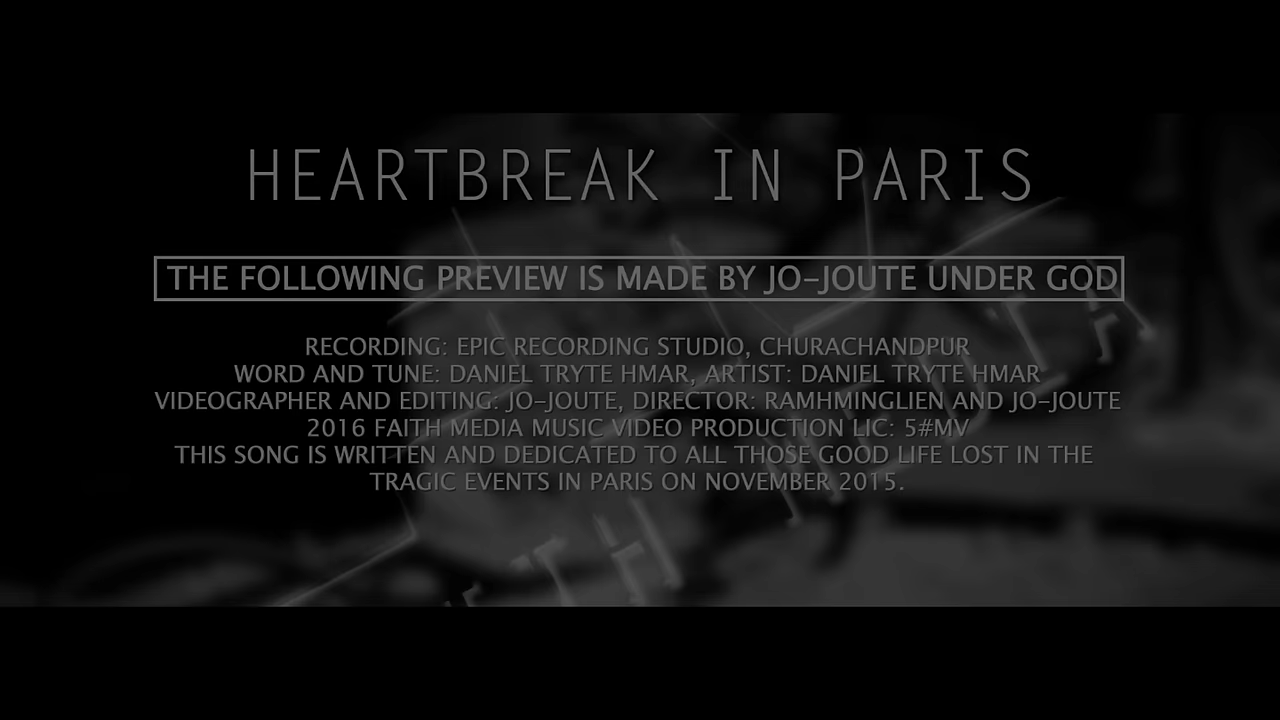 HEARTBREAK IN PARIS
THE FOLLOWING PREVIEW IS MADE BY JO-JOUTE UNDER GOD
RECORDING: EPIC RECORDING STUDIO, CHURACHANDPUR
WORD AND TUNE: DANIEL TRYTE HMAR, ARTIST: DANIEL TRYTE HMAR
VIDEOGRAPHER AND EDITING: JO-JOUTE, DIRECTOR: RAMHMINGLIEN AND JO-JOUTE
2016 FAITH MEDIA MUSIC VIDEO PRODUCTION LIC: 5#MV
THIS SONG IS WRITTEN AND DEDICATED TO ALL THOSE GOOD LIFE LOST IN THE
TRAGIC EVENTS IN PARIS ON NOVEMBER 2015.